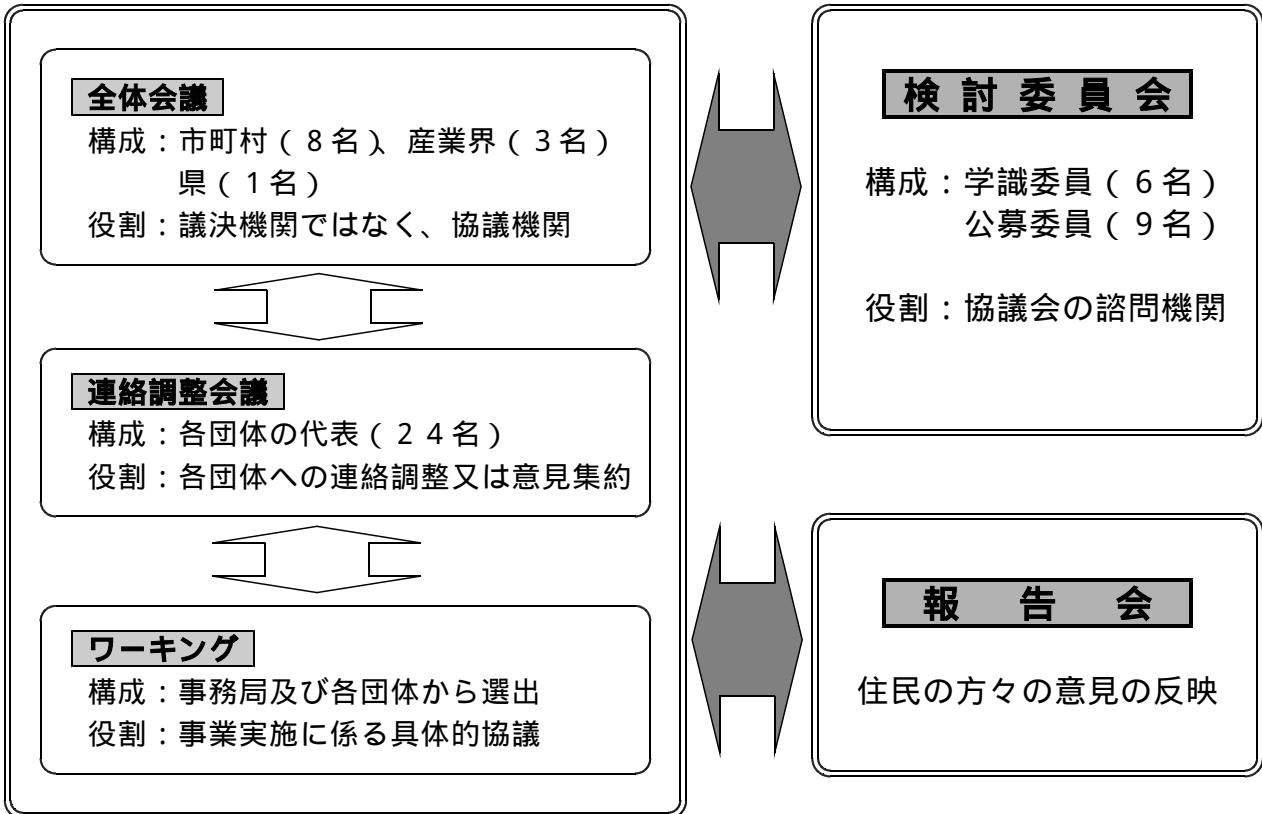 全体会議
構成：市町村（８名）、産業界（３名）
県（１名）
役割：議決機関ではなく、協議機関
連絡調整会議
構成：各団体の代表（２４名）
役割：各団体への連絡調整又は意見集約
ワーキング
構成：事務局及び各団体から選出
役割：事業実施に係る具体的協議
検討委員会
構成：学識委員（６名）
公募委員（９名）
役割：協議会の諮問機関
報告会
住民の方々の意見の反映